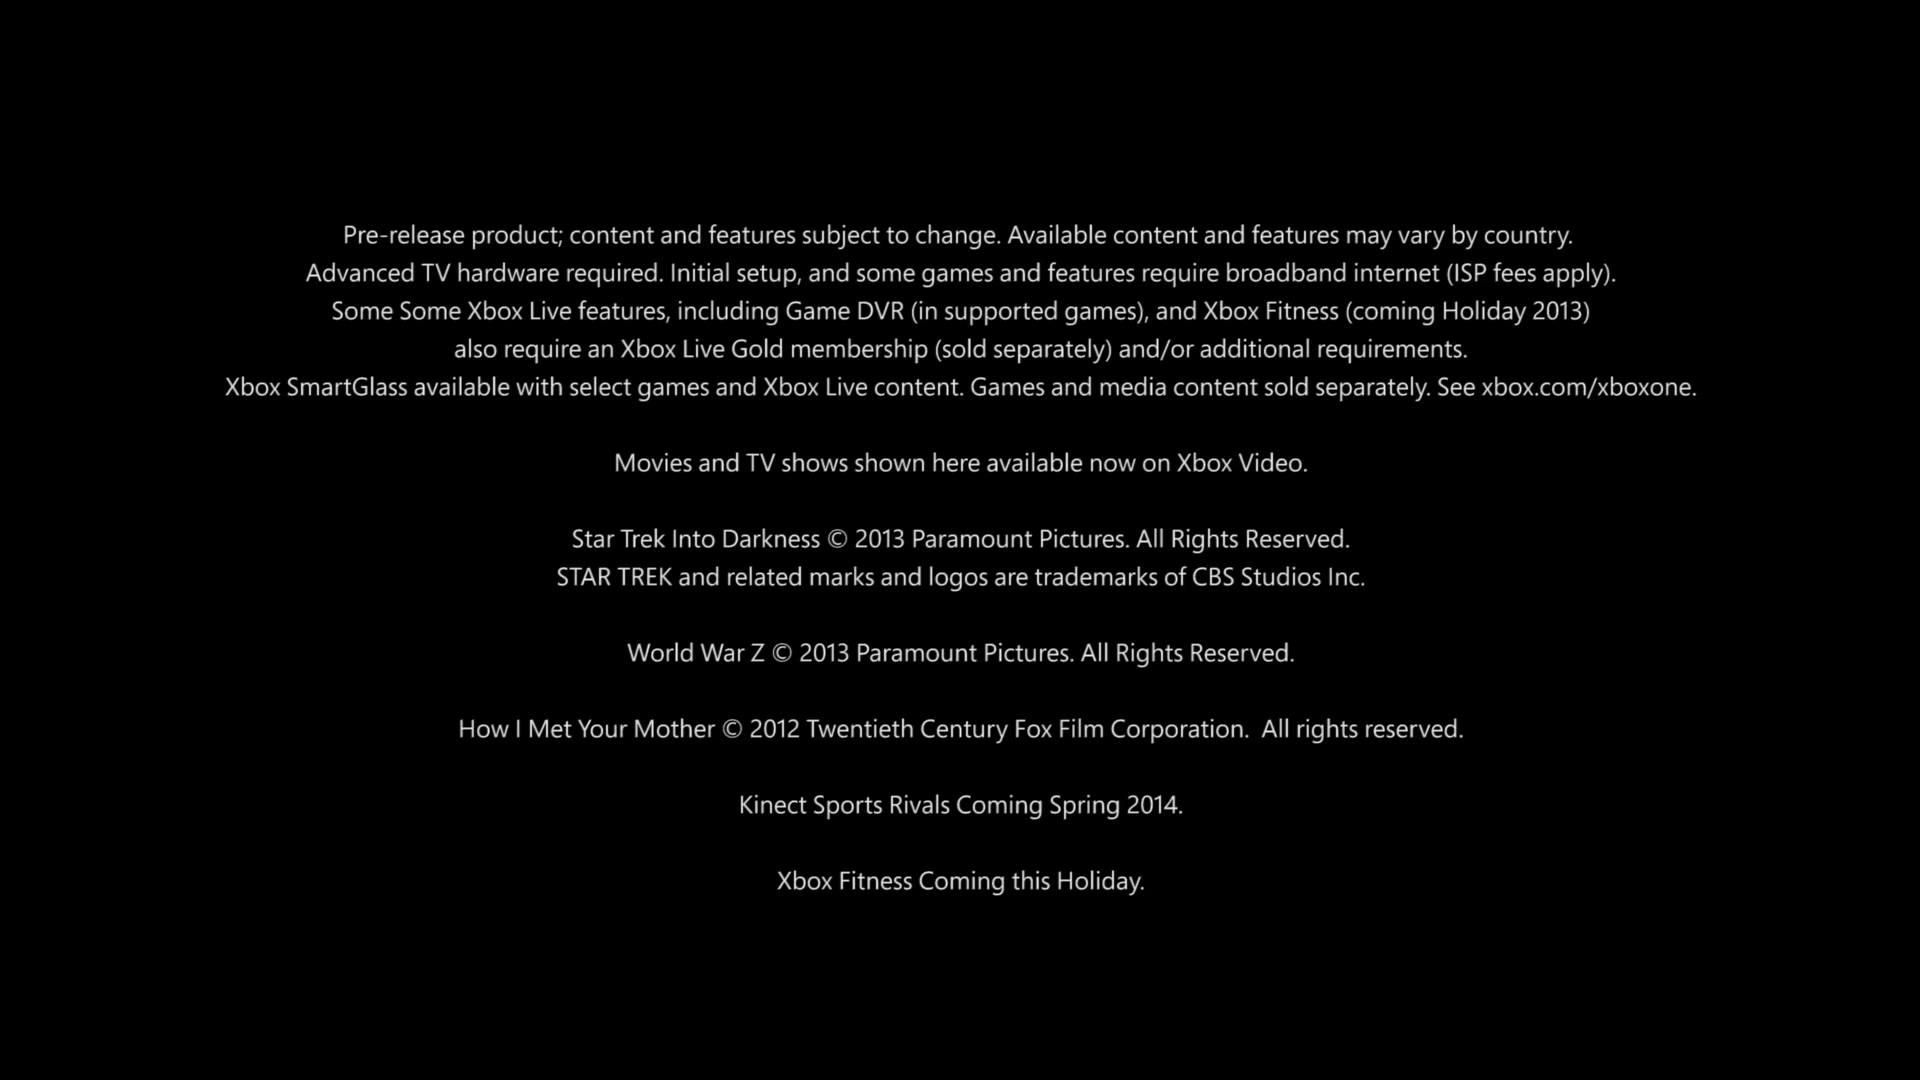 Pre-release product; content and features subject to change. Available content and features may vary by country.
Advanced TV hardware required. Initial setup, and some games and features require broadband internet (ISP fees apply).
Some Some Xbox Live features, including Game DVR (in supported games), and Xbox Fitness (coming Holiday 2013)
also require an Xbox Live Gold membership (sold separately) and/or additional requirements.
Xbox SmartGlass available with select games and Xbox Live content. Games and media content sold separately. See xbox.com/xboxone.
Movies and TV shows shown here available now on Xbox Video.
Star Trek Into Darkness © 2013 Paramount Pictures. All Rights Reserved.
STAR TREK and related marks and logos are trademarks of CBS Studios Inc.
World War Z © 2013 Paramount Pictures. All Rights Reserved.
How I Met Your Mother © 2012 Twentieth Century Fox Film Corporation.  All rights reserved.
Kinect Sports Rivals Coming Spring 2014.
Xbox Fitness Coming this Holiday.